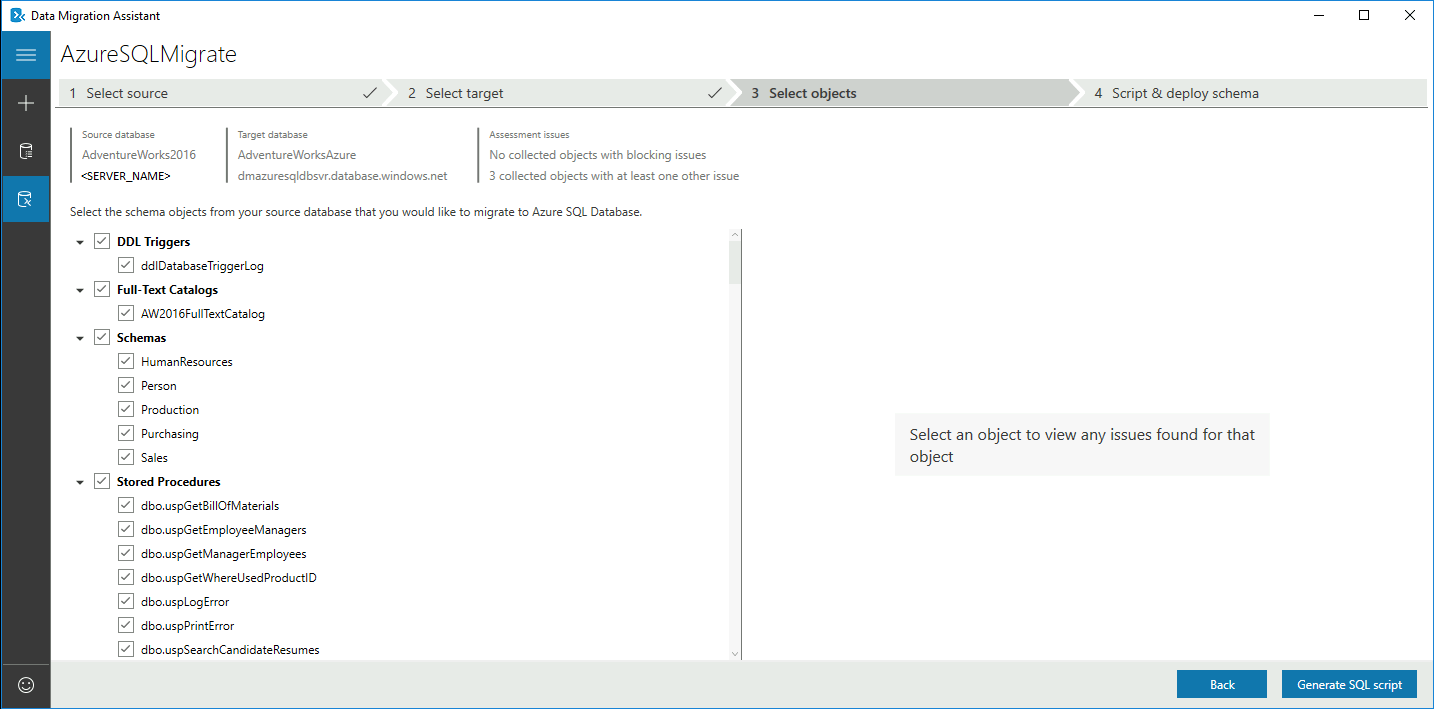 Data Migration Assistant
AzureSQLMigrate
1 Select source
2 Select target
3 Select objects
4 Script & deploy schema
Source database
AdventureWorks2016
<SERVER_NAME>
Target database
AdventureWorksAzure
dmazuresqldbsvr.database.windows.net
Assessment issues
No collected objects with blocking issues
3 collected objects with at least one other issue
Select the schema objects from your source database that you would like to migrate to Azure SQL Database.
DDL Triggers
ddlDatabaseTriggerLog
Full-Text Catalogs
AW2016FullTextCatalog
Schemas
HumanResources
Person
Production
Purchasing
Sales
Stored Procedures
dbo.uspGetBillOfMaterials
dbo.uspGetEmployeeManagers
dbo.uspGetManagerEmployees
dbo.uspGetWhereUsedProductID
dbo.uspLogError
dbo.uspPrintError
dbo.uspSearchCandidateResumes
Select an object to view any issues found for that
object
Back
Generate SQL script